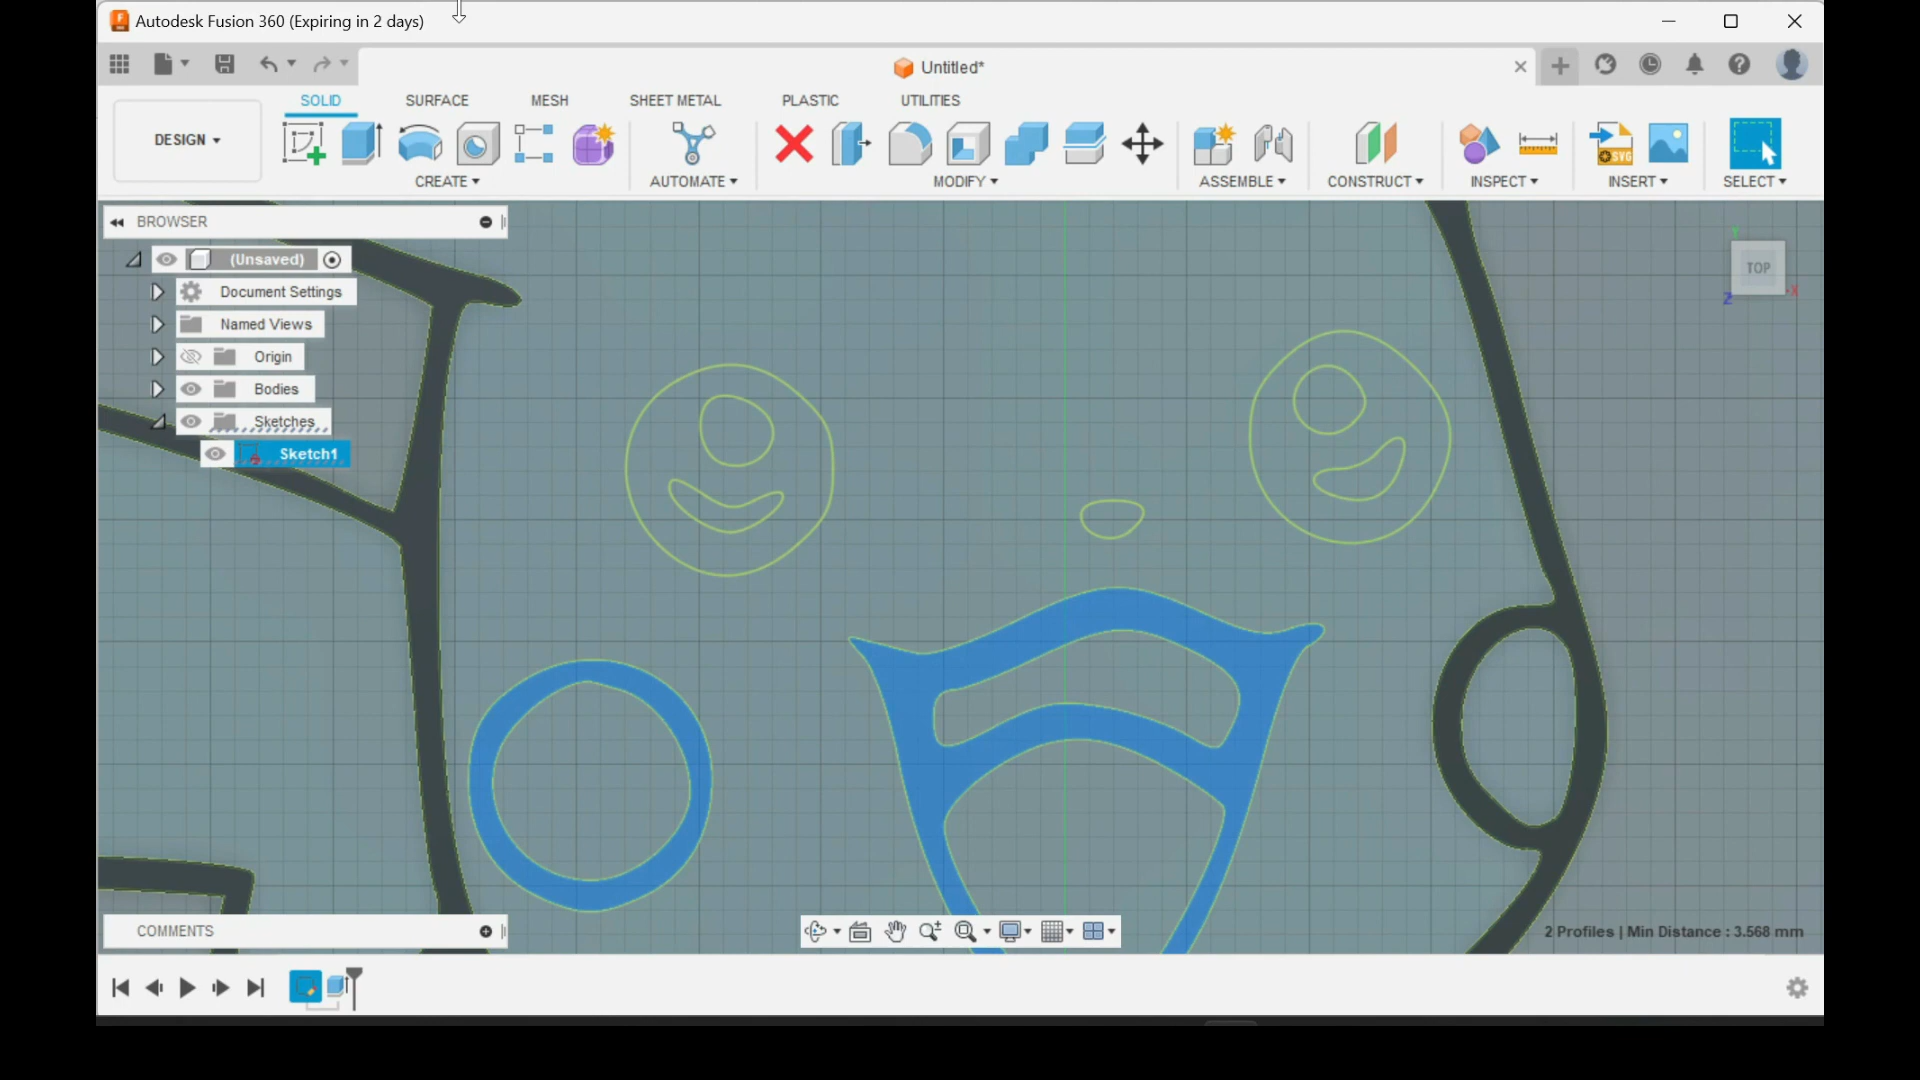 Autodesk Fusion 360 (Expiring in 2 days)
Untitled*
SOLID SURFACE MESH SHEET METAL PLASTIC UTILITIES
DESIGN
SVG
CREATE AUTOMATE MODIFY ASSEMBLE CONSTRUCT INSPECT INSERT SELECT
BROWSER
(Unsaved)
Document Settings
Named Views
Origin
Bodies
Sketches
Sketch1
Y
TOP
Z X
COMMENTS
2 Profiles | Min Distance : 3.568 mm